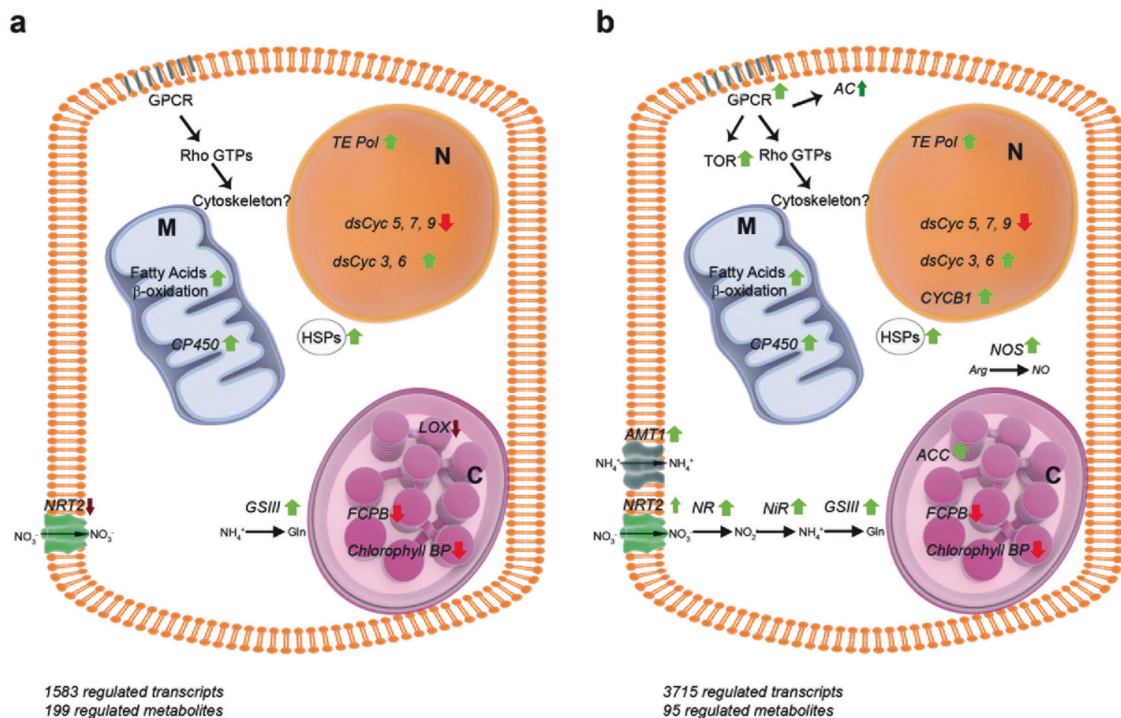 a
GPCR
Rho GTPs
Cytoskeleton?
TE Pol
N
dsCyc 5, 7, 9
dsCyc 3, 6
M
Fatty Acids
β-oxidation
CP450
HSPs
LOX
C
NRT2
NO3- NO3-
GSIII
NH4+ Gln
FCPB
Chlorophyll BP
1583 regulated transcripts
199 regulated metabolites
b
GPCR
AC
TOR
Rho GTPs
Cytoskeleton?
TE Pol
N
dsCyc 5, 7, 9
dsCyc 3, 6
CYCB1
M
Fatty Acids
β-oxidation
CP450
HSPs
NOS
Arg NO
AMT1
NH4+ NH4+
ACC
C
NRT2 NR NiR GSIII
NO3- NO3- NO2- NH4+ Gln
FCPB
Chlorophyll BP
3715 regulated transcripts
95 regulated metabolites